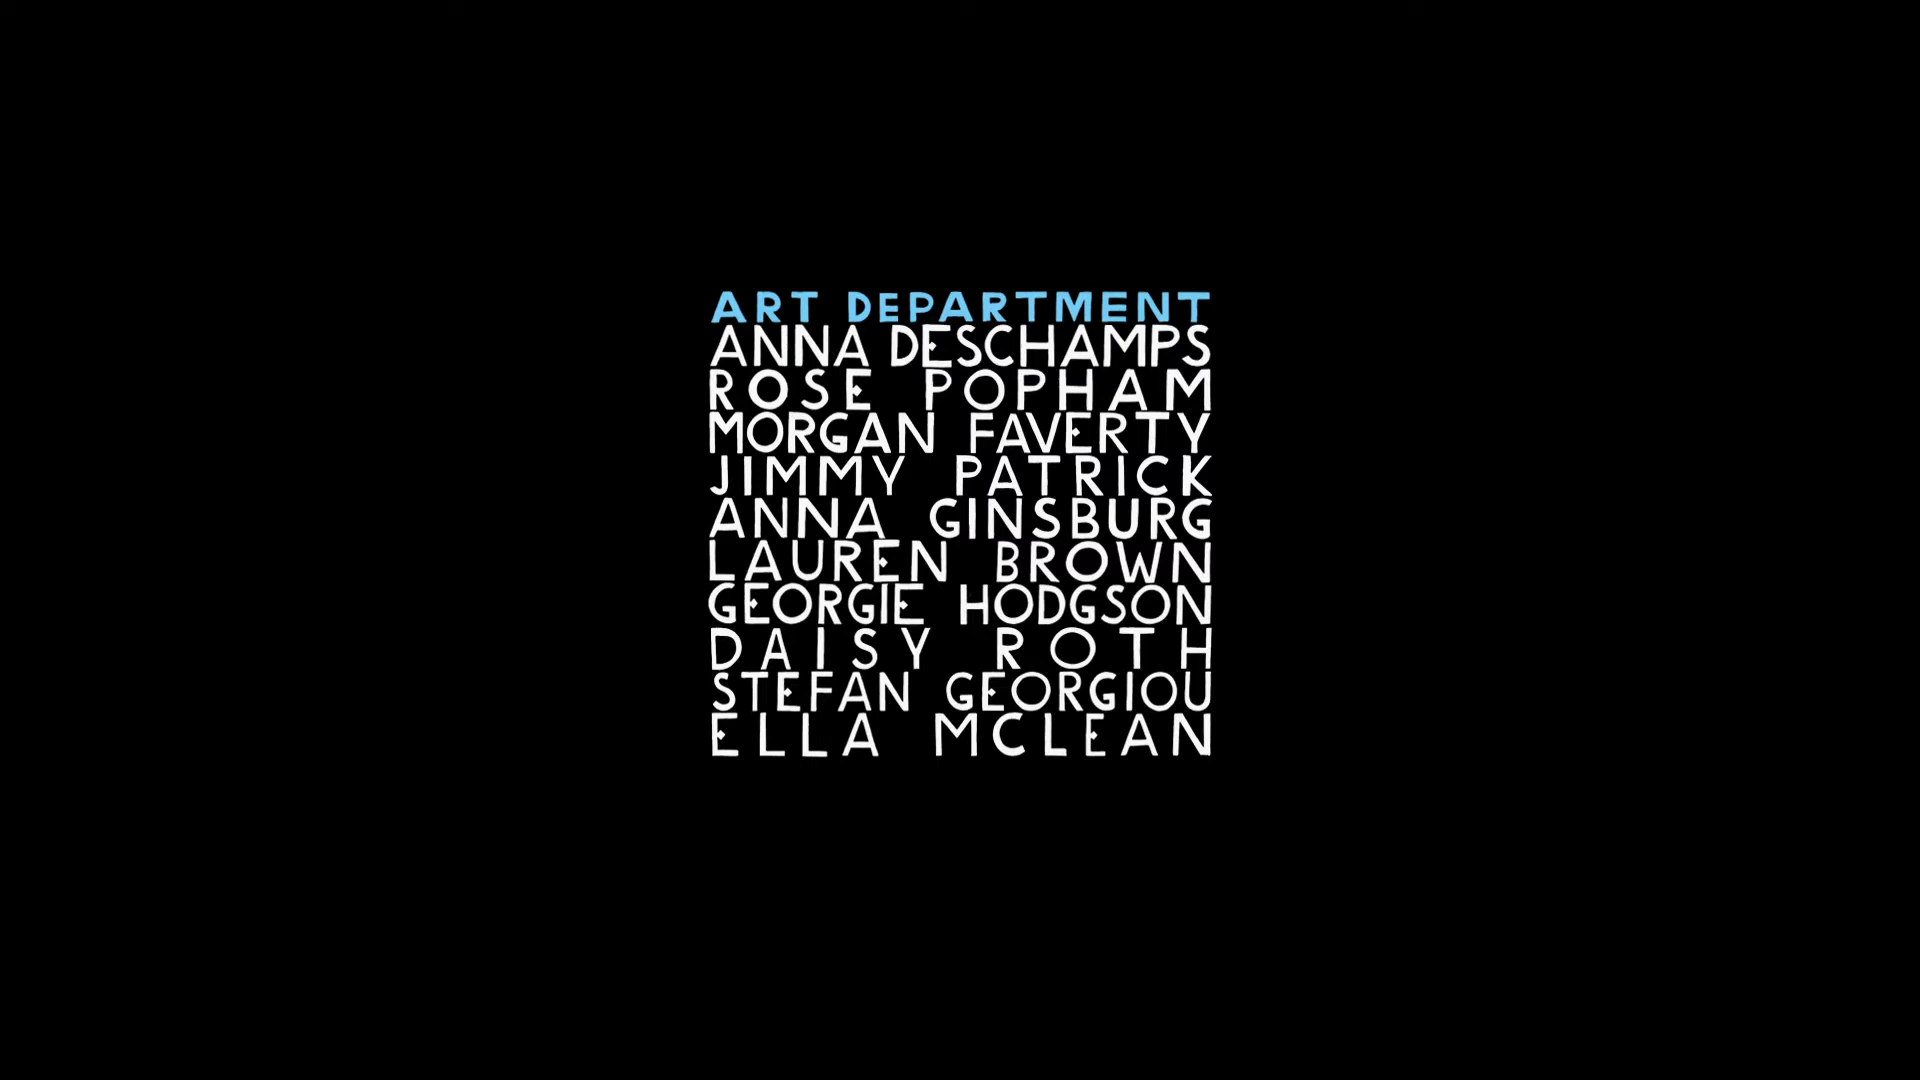 ART DEPARTMENT
ANNA DESCHAMPS
ROSE POPHAM
MORGAN FAVERTY
JIMMY PATRICK
ANNA GINSBURG
LAUREN BROWN
GEORGIE HODGSON
DAISY ROTH
STEFAN GEORGIOU
ELLA MCLEAN